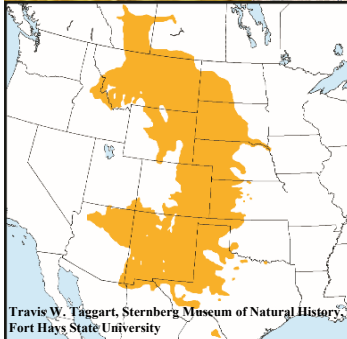 Travis W. Taggart, Sternberg Museum of Natural History,
Fort Hays State University